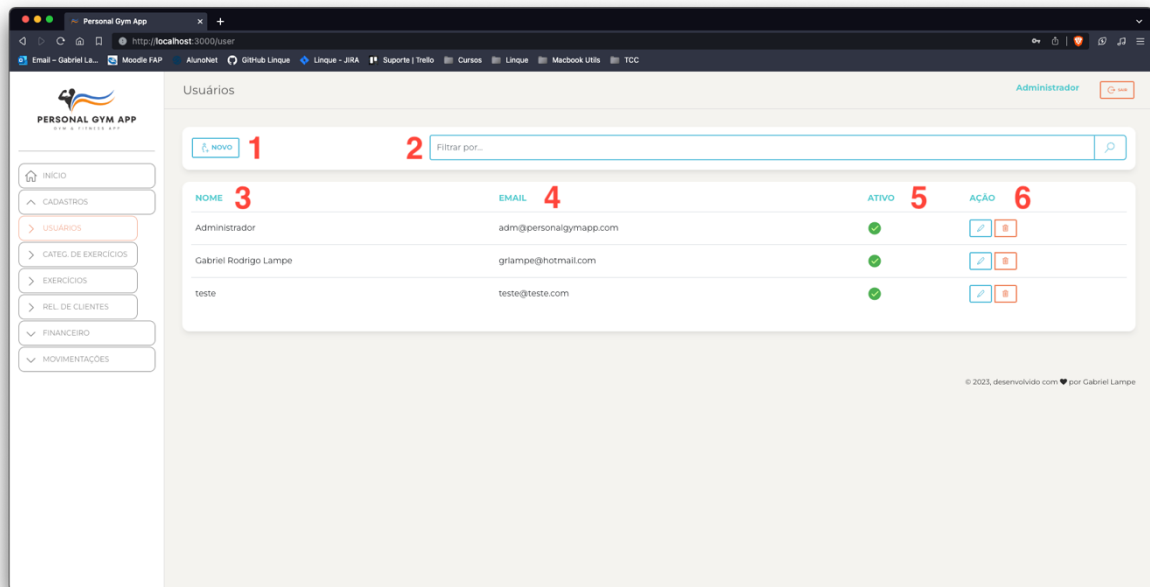 Personal Gym App
http://localhost:3000/user
Email – Gabriel La... Moodle FAP AlunoNet GitHub Linque Linque - JIRA Suporte | Trello Cursos Linque Macbook Utils TCC
PERSONAL GYM APP
GYM & FITNESS APP
Usuários
Administrador
SAIR
NOVO 1
2 Filtrar por...
INÍCIO
CADASTROS
USUÁRIOS
CATEG. DE EXERCÍCIOS
EXERCÍCIOS
REL. DE CLIENTES
FINANCEIRO
MOVIMENTAÇÕES
NOME 3 EMAIL 4 ATIVO 5 AÇÃO 6
Administrador adm@personalgymapp.com
Gabriel Rodrigo Lampe grlampe@hotmail.com
teste teste@teste.com
© 2023, desenvolvido com por Gabriel Lampe